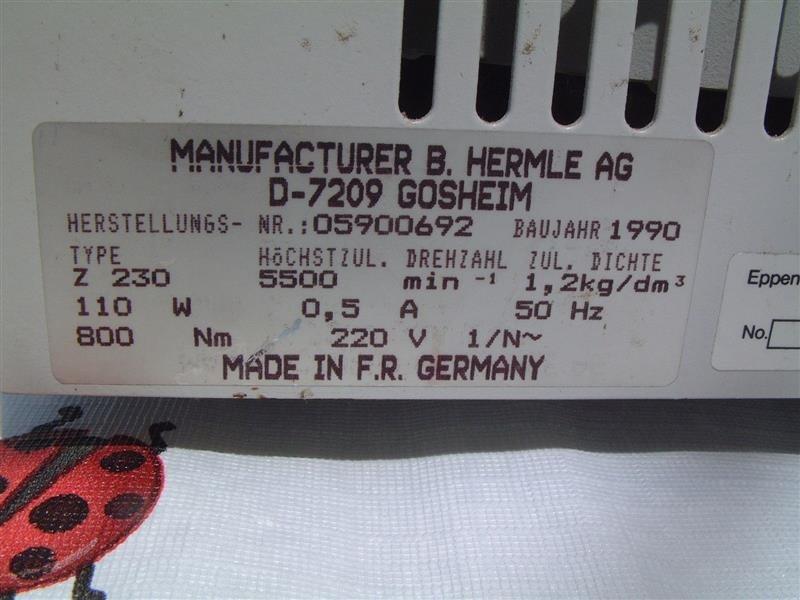 MANUFACTURER B. HERMLE AG
D-7209 GOSHEIM
HERSTELLUNGS- NR.: 05900692 BAUJAHR 1990
TYPE HÖCHSTZUL. DREHZAHL ZUL. DICHTE
Z 230 5500 min⁻¹ 1,2kg/dm³
110 W 0,5 A 50 Hz
800 Nm 220 V 1/N~
MADE IN F.R. GERMANY
Eppen
No.